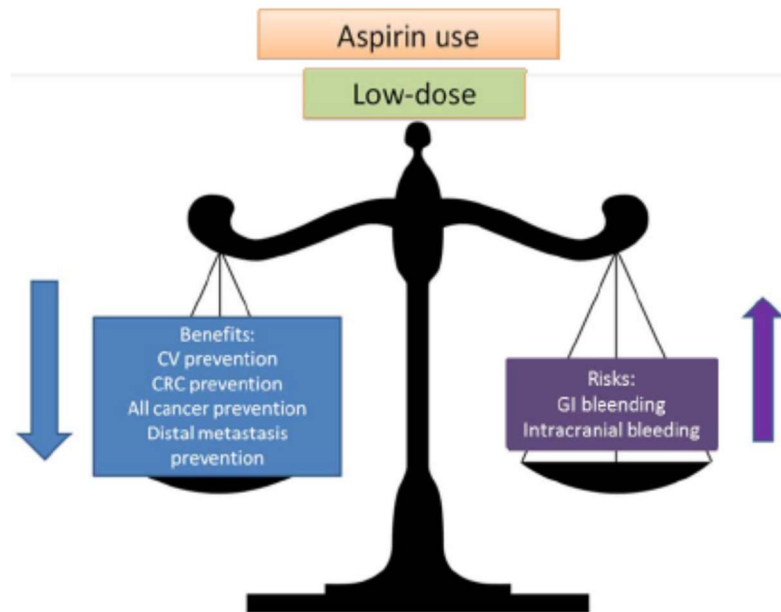 Aspirin use
Low-dose
Benefits:
CV prevention
CRC prevention
All cancer prevention
Distal metastasis
prevention
Risks:
GI bleending
Intracranial bleeding